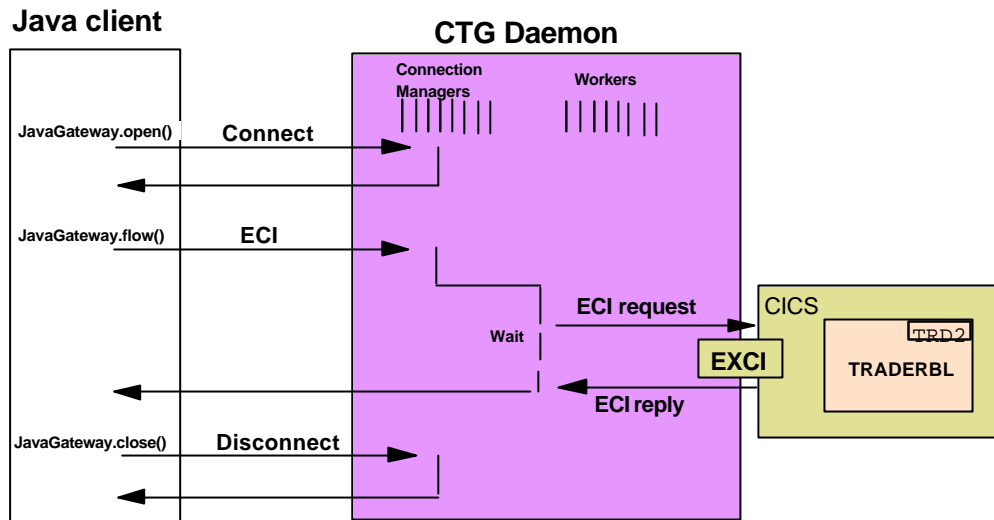 Java client
CTG Daemon
Connection
Managers
Workers
JavaGateway.open()
Connect
JavaGateway.flow()
ECI
ECI request
CICS
TRD2
Wait
EXCI
TRADERBL
ECI reply
JavaGateway.close()
Disconnect